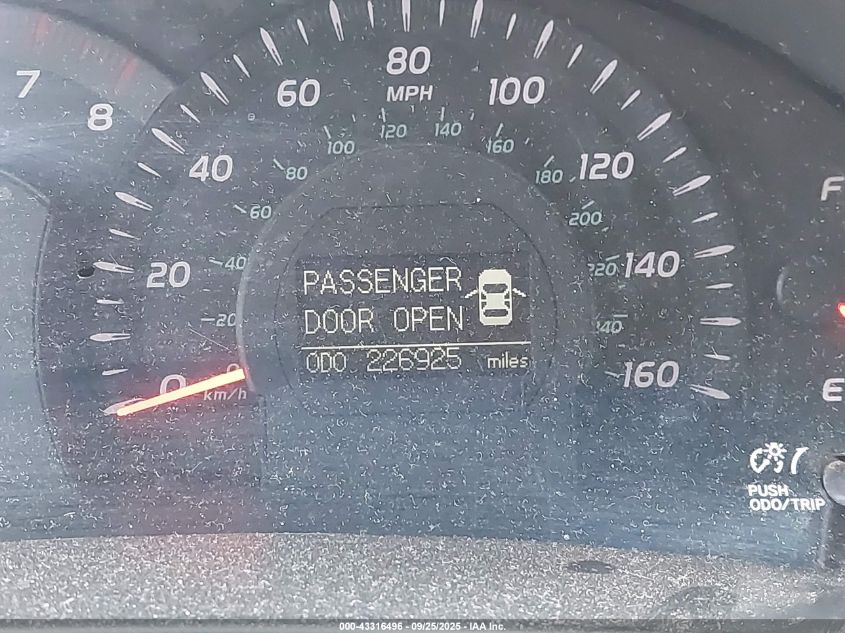 7
8
0
20
40
60
80
MPH
100
120
140
160
20
40
60
80
100
120
140
160
180
200
220
240
km/h
PASSENGER
DOOR OPEN
ODO 226925 miles
F
E
PUSH
ODO/TRIP
000-43316496 - 09/25/2025 - IAA Inc.